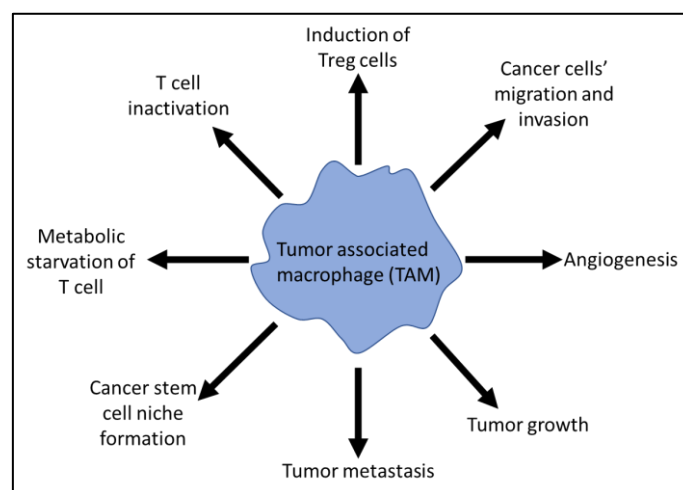 Induction of
Treg cells
T cell
inactivation
Cancer cells’
migration and
invasion
Metabolic
starvation of
T cell
Tumor associated
macrophage (TAM)
Angiogenesis
Cancer stem
cell niche
formation
Tumor growth
Tumor metastasis